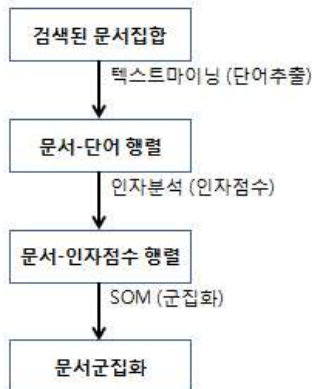 검색된 문서집합
텍스트마이닝 (단어추출)
문서-단어 행렬
인자분석 (인자점수)
문서-인자점수 행렬
SOM (군집화)
문서군집화